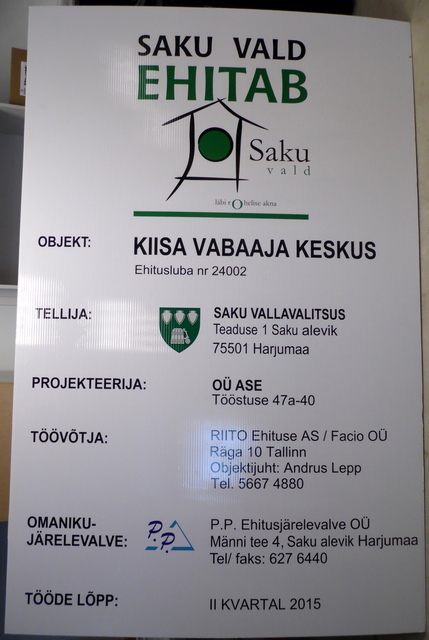 SAKU VALD
EHITAB
Saku
vald
läbi rOhelise akna
OBJEKT: KIISA VABAAJA KESKUS
Ehitusluba nr 24002
TELLIJA: SAKU VALLAVALITSUS
Teaduse 1 Saku alevik
75501 Harjumaa
PROJEKTEERIJA: OÜ ASE
Tööstuse 47a-40
TÖÖVÕTJA: RIITO Ehituse AS / Facio OÜ
Räga 10 Tallinn
Objektijuht: Andrus Lepp
Tel. 5667 4880
OMANIKU-
JÄRELEVALVE: P.P. P.P. Ehitusjärelevalve OÜ
Männi tee 4, Saku alevik Harjumaa
Tel/ faks: 627 6440
TÖÖDE LÕPP: II KVARTAL 2015